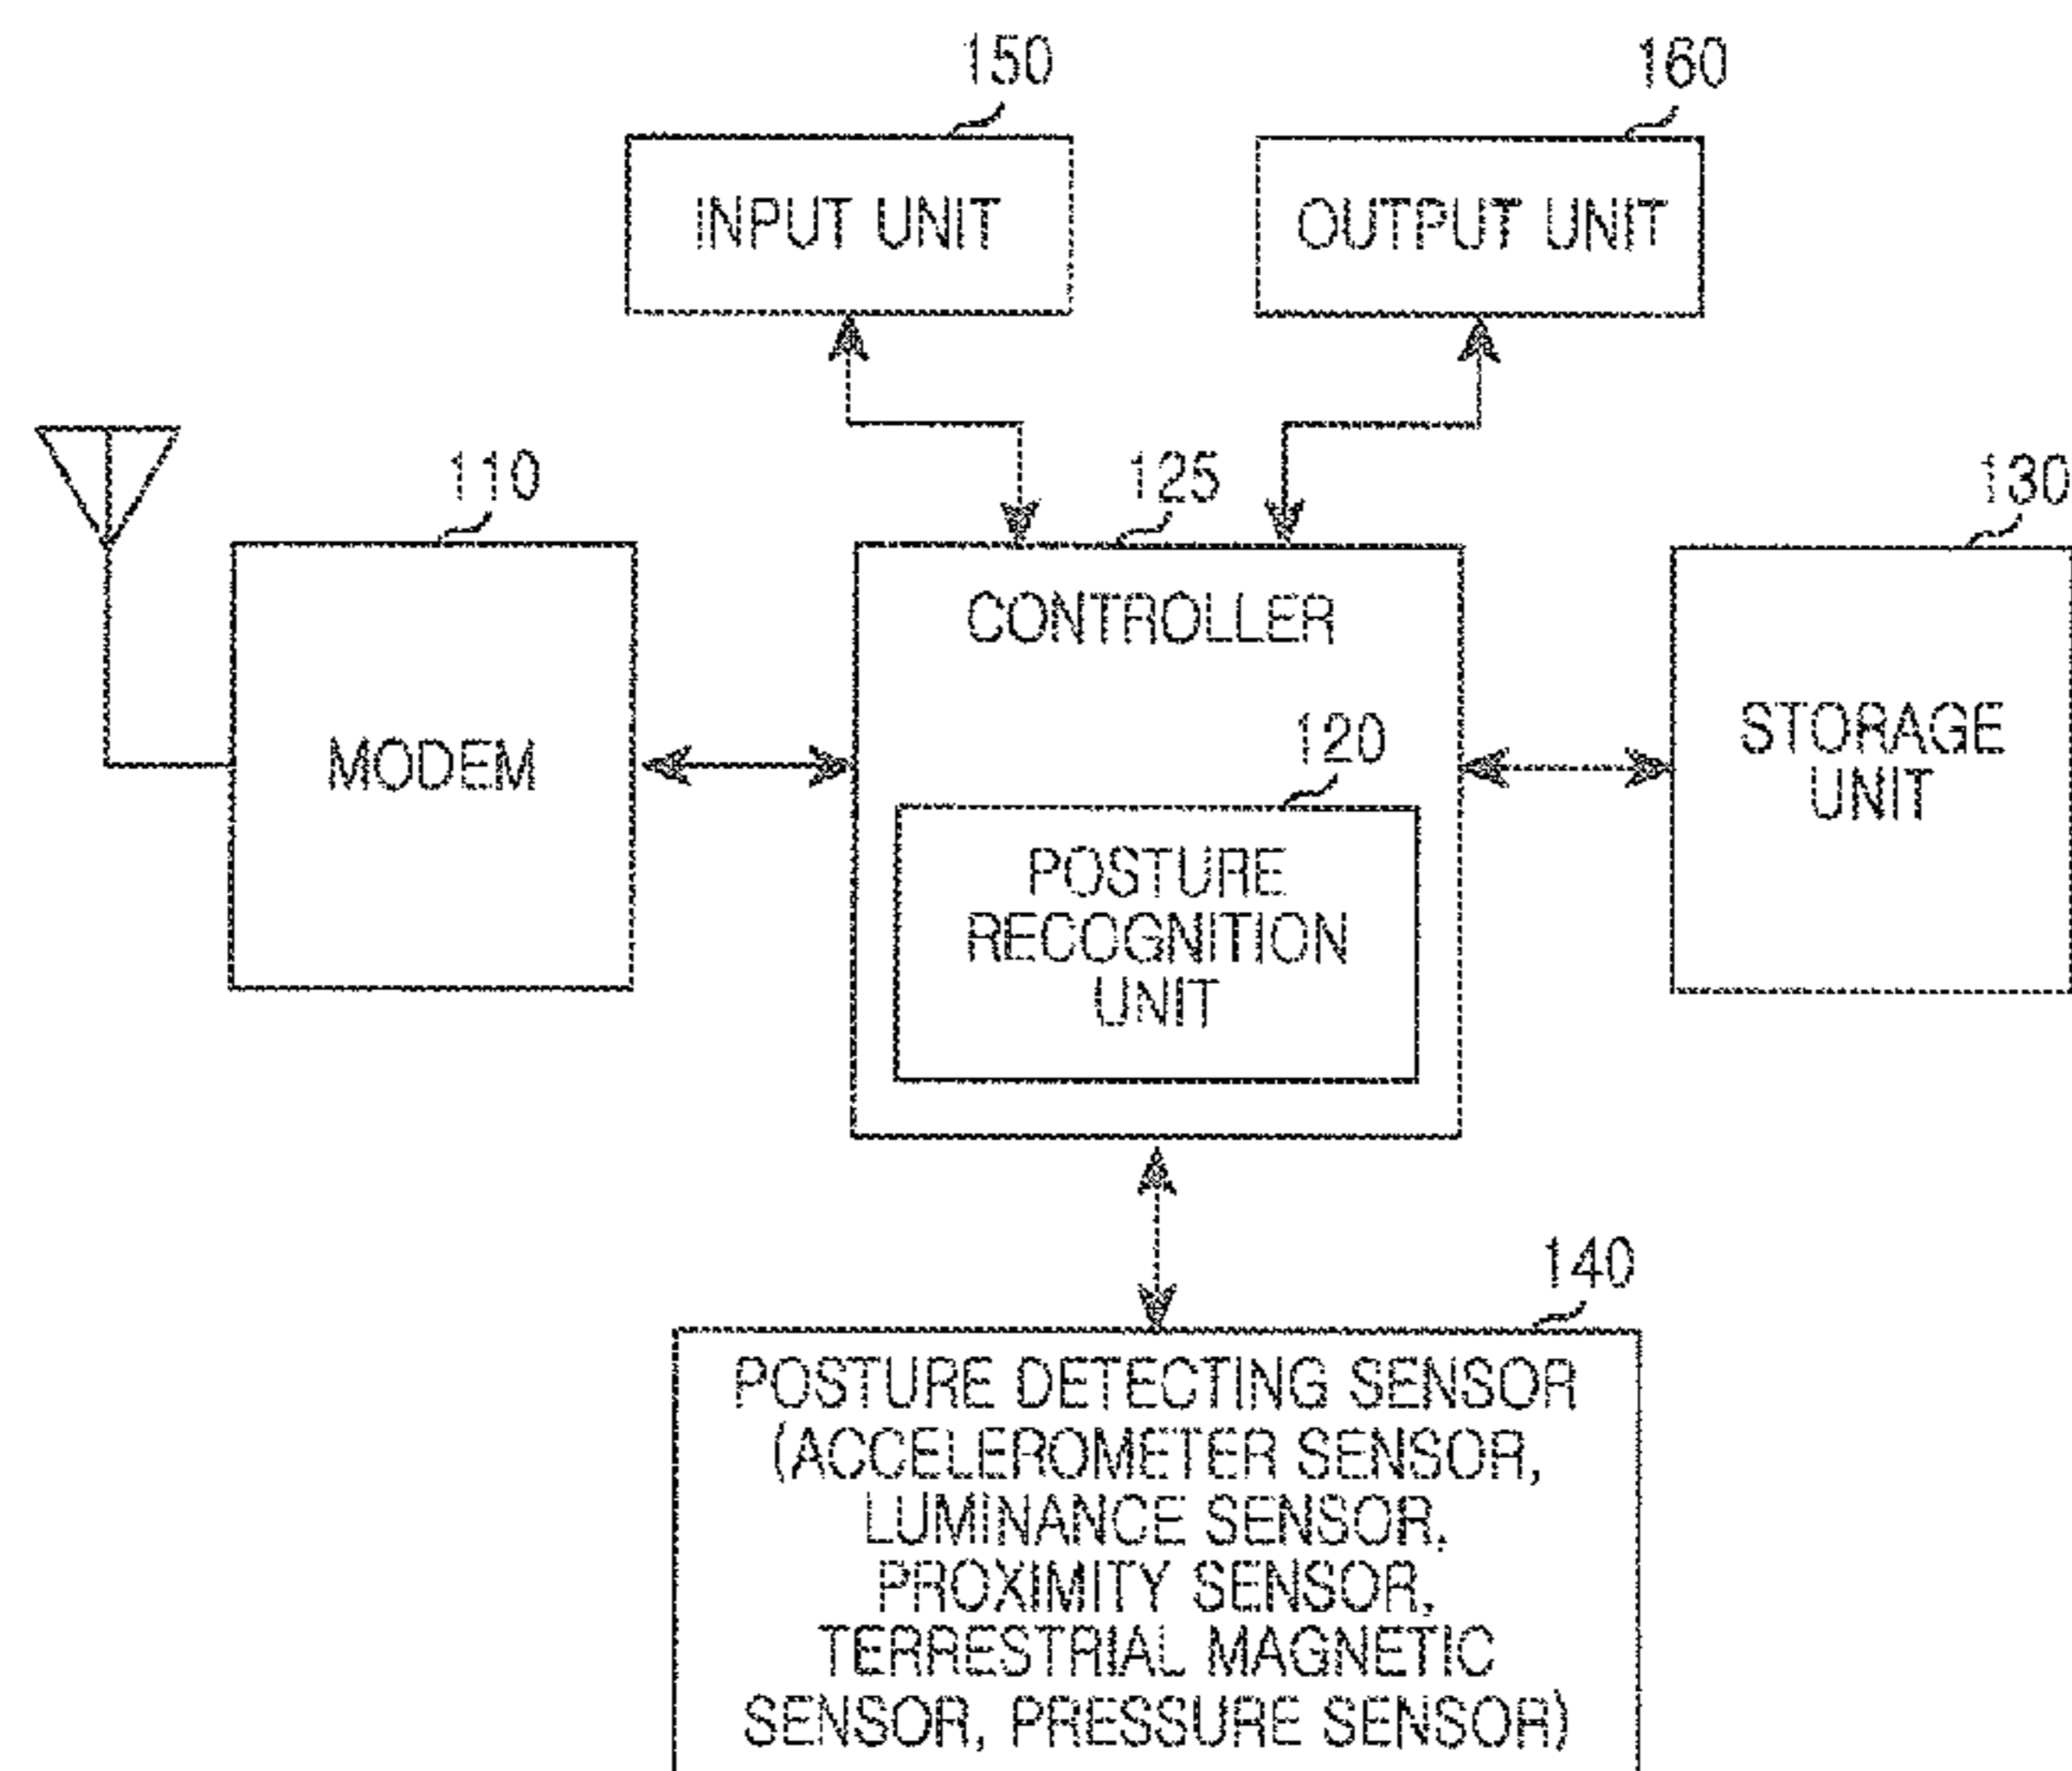 150
160
INPUT UNIT
OUTPUT UNIT
110
125
130
CONTROLLER
MODEM
STORAGE
UNIT
120
POSTURE
RECOGNITION
UNIT
140
POSTURE DETECTING SENSOR
(ACCELEROMETER SENSOR,
LUMINANCE SENSOR,
PROXIMITY SENSOR,
TERRESTRIAL MAGNETIC
SENSOR, PRESSURE SENSOR)